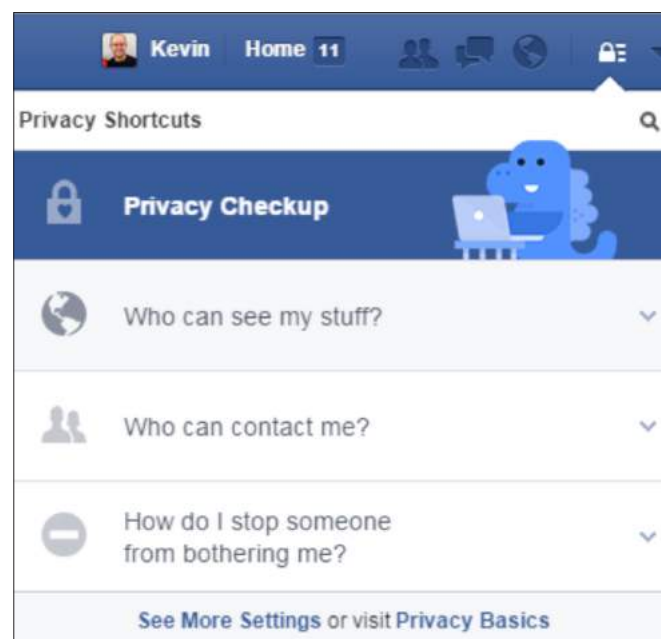 Kevin Home 11
Privacy Shortcuts
Privacy Checkup
Who can see my stuff?
Who can contact me?
How do I stop someone
from bothering me?
See More Settings or visit Privacy Basics